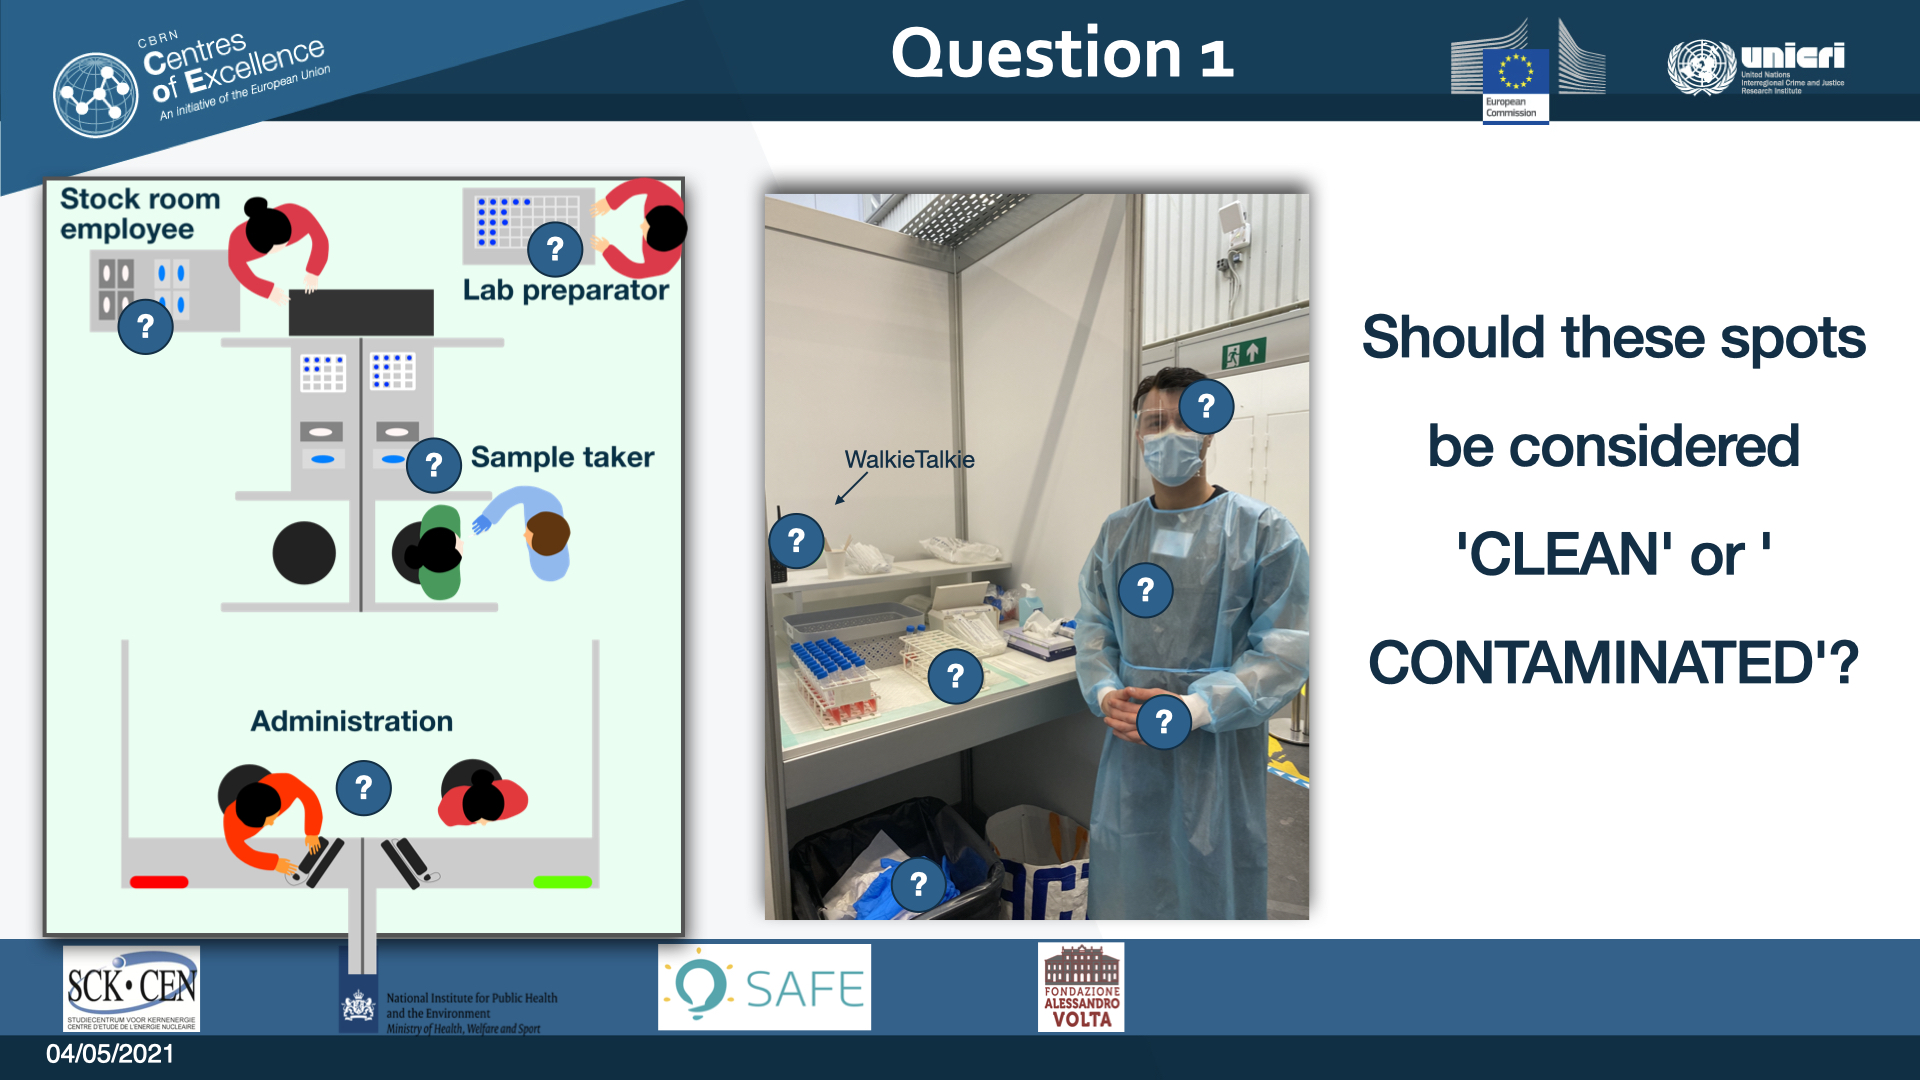 CBRN
Centres
of Excellence
An initiative of the European Union
Question 1
European
Commission
unicri
United Nations
Interregional Crime and Justice
Research Institute
Stock room
employee
?
?
Lab preparator
?
Sample taker
Administration
?
WalkieTalkie
?
?
?
?
?
?
Should these spots
be considered
'CLEAN' or '
CONTAMINATED'?
SCK•CEN
STUDIECENTRUM VOOR KERNENERGIE
CENTRE D'ETUDE DE L'ENERGIE NUCLEAIRE
National Institute for Public Health
and the Environment
Ministry of Health, Welfare and Sport
SAFE
FONDAZIONE
ALESSANDRO
VOLTA
04/05/2021